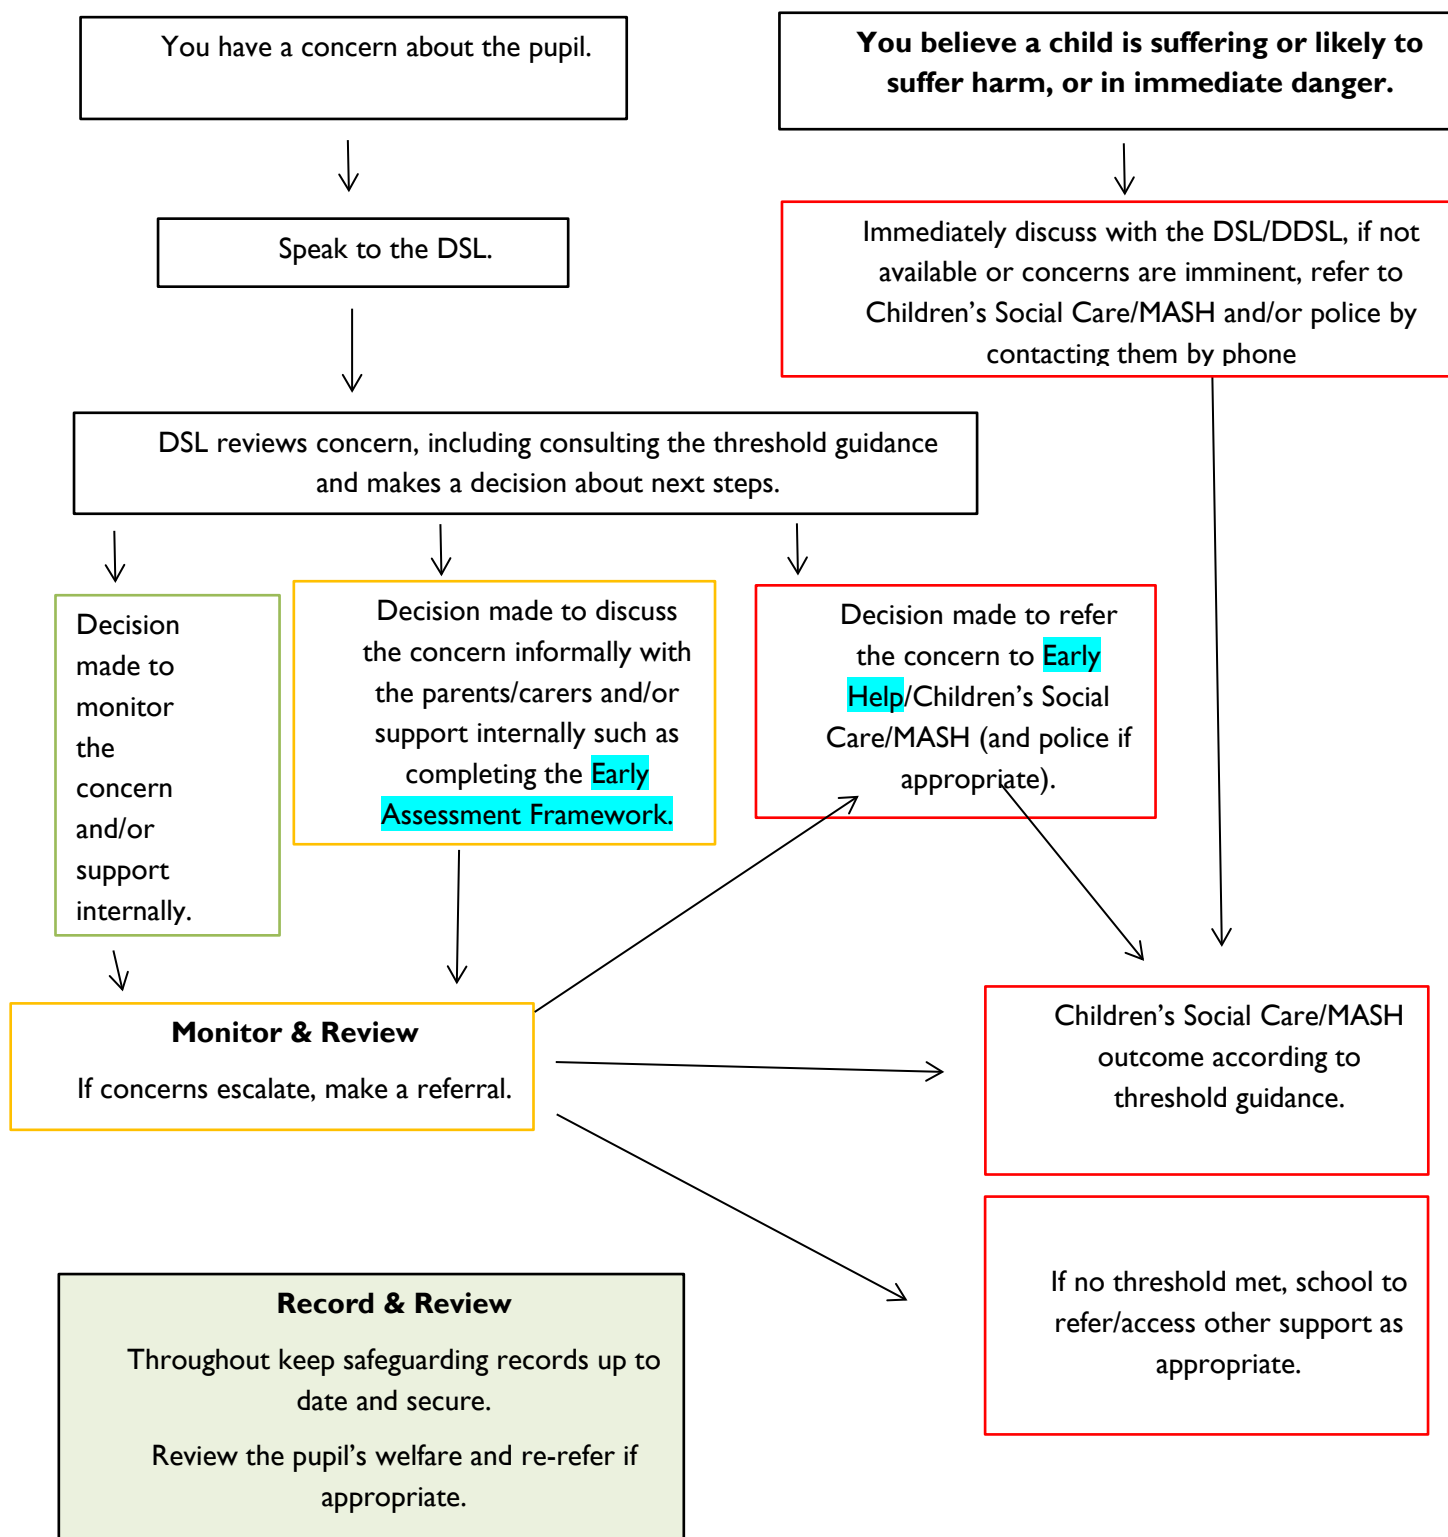 You have a concern about the pupil.
You believe a child is suffering or likely to
suffer harm, or in immediate danger.
Speak to the DSL.
Immediately discuss with the DSL/DDSL, if not
available or concerns are imminent, refer to
Children’s Social Care/MASH and/or police by
contacting them by phone
DSL reviews concern, including consulting the threshold guidance
and makes a decision about next steps.
Decision
made to
monitor
the
concern
and/or
support
internally.
Decision made to discuss
the concern informally with
the parents/carers and/or
support internally such as
completing the Early
Assessment Framework.
Decision made to refer
the concern to Early
Help/Children’s Social
Care/MASH (and police if
appropriate).
Monitor & Review
If concerns escalate, make a referral.
Children’s Social Care/MASH
outcome according to
threshold guidance.
If no threshold met, school to
refer/access other support as
appropriate.
Record & Review
Throughout keep safeguarding records up to
date and secure.
Review the pupil’s welfare and re-refer if
appropriate.